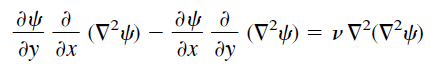 ∂ψ/∂y ∂/∂x (∇²ψ) − ∂ψ/∂x ∂/∂y (∇²ψ) = ν ∇²(∇²ψ)